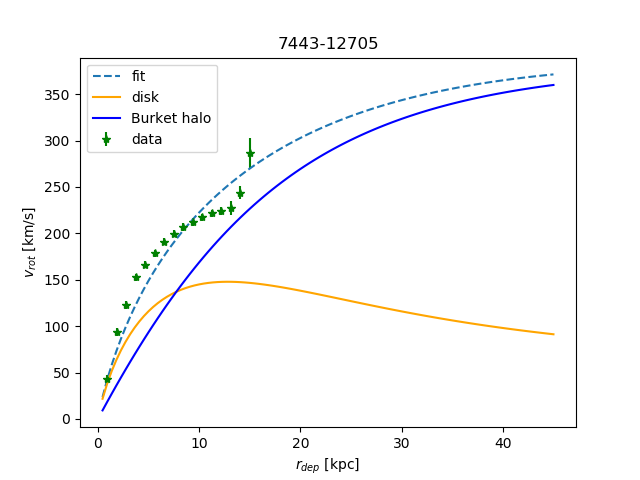 7443-12705
fit
disk
Burket halo
data
350
300
250
200
150
100
50
0
v_rot [km/s]
0 10 20 30 40
r_dep [kpc]